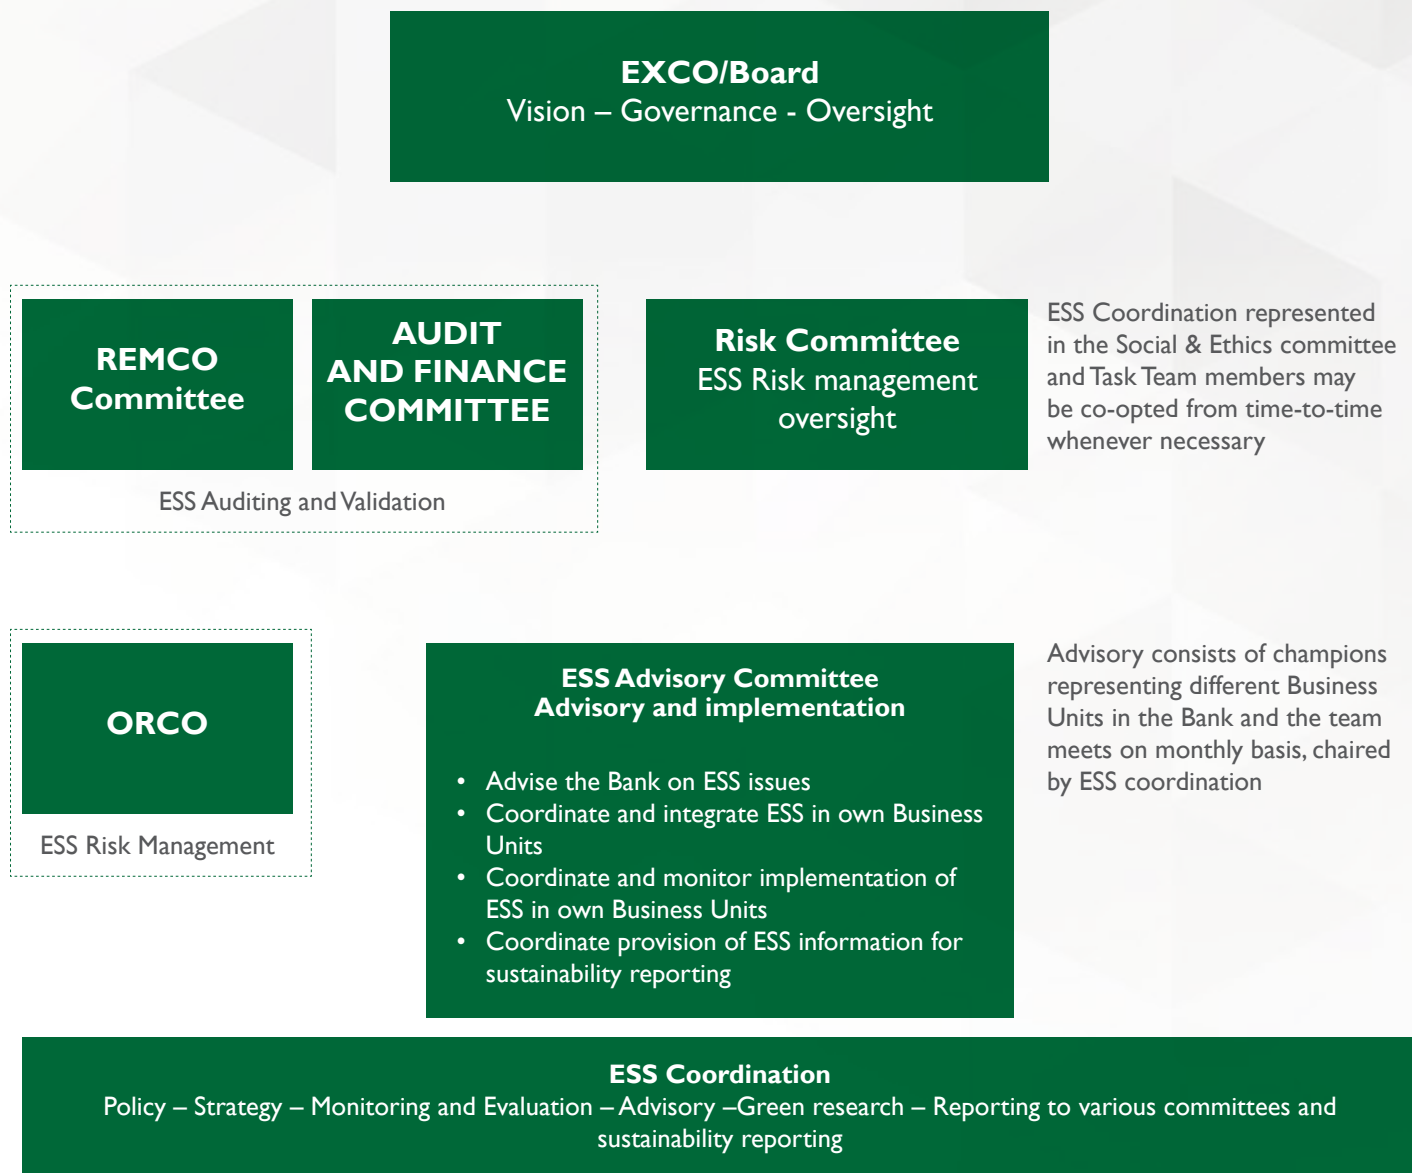 EXCO/Board
Vision – Governance - Oversight
REMCO
Committee
AUDIT
AND FINANCE
COMMITTEE
ESS Auditing and Validation
Risk Committee
ESS Risk management
oversight
ESS Coordination represented
in the Social & Ethics committee
and Task Team members may
be co-opted from time-to-time
whenever necessary
ORCO
ESS Risk Management
ESS Advisory Committee
Advisory and implementation
• Advise the Bank on ESS issues
• Coordinate and integrate ESS in own Business
Units
• Coordinate and monitor implementation of
ESS in own Business Units
• Coordinate provision of ESS information for
sustainability reporting
Advisory consists of champions
representing different Business
Units in the Bank and the team
meets on monthly basis, chaired
by ESS coordination
ESS Coordination
Policy – Strategy – Monitoring and Evaluation – Advisory –Green research – Reporting to various committees and
sustainability reporting